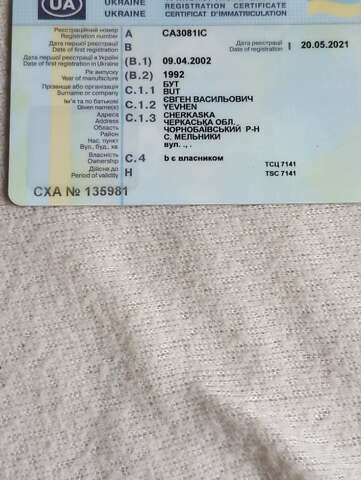 UA
UKRAINE
REGISTRATION CERTIFICATE
UKRAINE
CERTIFICAT D'IMMATRICULATION
Реєстраційний номер
Registration number
A
CA3081IC
Дата першої реєстрації
Date of first registration
B
Дата реєстрації
Date of registration
I
20.05.2021
Дата першої реєстрації в Україні
Date of first registration in Ukraine
(B.1)
09.04.2002
Рік випуску
Year of manufacture
(B.2)
1992
Прізвище або організація
Surname or company
C.1.1
БУТ
BUT
Ім'я та по батькові
Given name(s)
C.1.2
ЄВГЕН ВАСИЛЬОВИЧ
YEVHEN
Адреса
Address
Область
Район
Нас. пункт
Вул., буд., кв.
C.1.3
CHERKASKA
ЧЕРКАСЬКА ОБЛ.
ЧОРНОБАЇВСЬКИЙ Р-Н
С. МЕЛЬНИКИ
вул. ., .
Власність
Ownership
C.4
b є власником
Дійсне до
Period of validity
H
ТСЦ 7141
TSC 7141
СХА № 135981